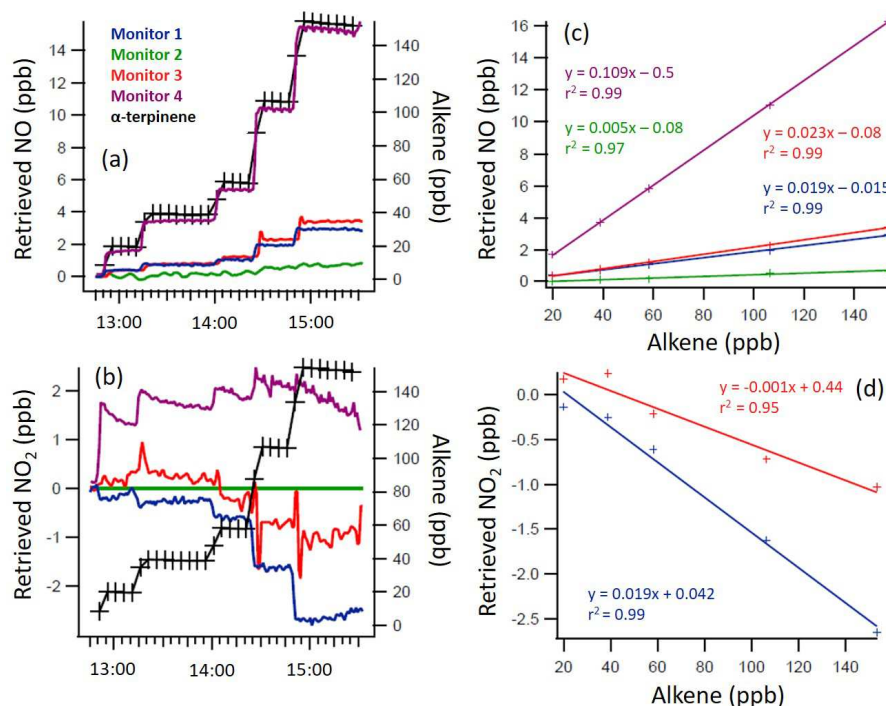 Monitor 1
Monitor 2
Monitor 3
Monitor 4
α-terpinene
(a)
Retrieved NO (ppb)
14
12
10
8
6
4
2
0
140
120
100
80
60
40
20
0
Alkene (ppb)
13:00 14:00 15:00
(c)
Retrieved NO (ppb)
16
14
12
10
8
6
4
2
0
y = 0.109x – 0.5
r² = 0.99
y = 0.005x – 0.08
r² = 0.97
y = 0.023x – 0.08
r² = 0.99
y = 0.019x – 0.015
r² = 0.99
20 40 60 80 100 120 140
Alkene (ppb)
(b)
Retrieved NO₂ (ppb)
2
1
0
-1
-2
140
120
100
80
60
40
20
0
Alkene (ppb)
13:00 14:00 15:00
(d)
Retrieved NO₂ (ppb)
0.0
-0.5
-1.0
-1.5
-2.0
-2.5
y = -0.001x + 0.44
r² = 0.95
y = 0.019x + 0.042
r² = 0.99
20 40 60 80 100 120 140
Alkene (ppb)